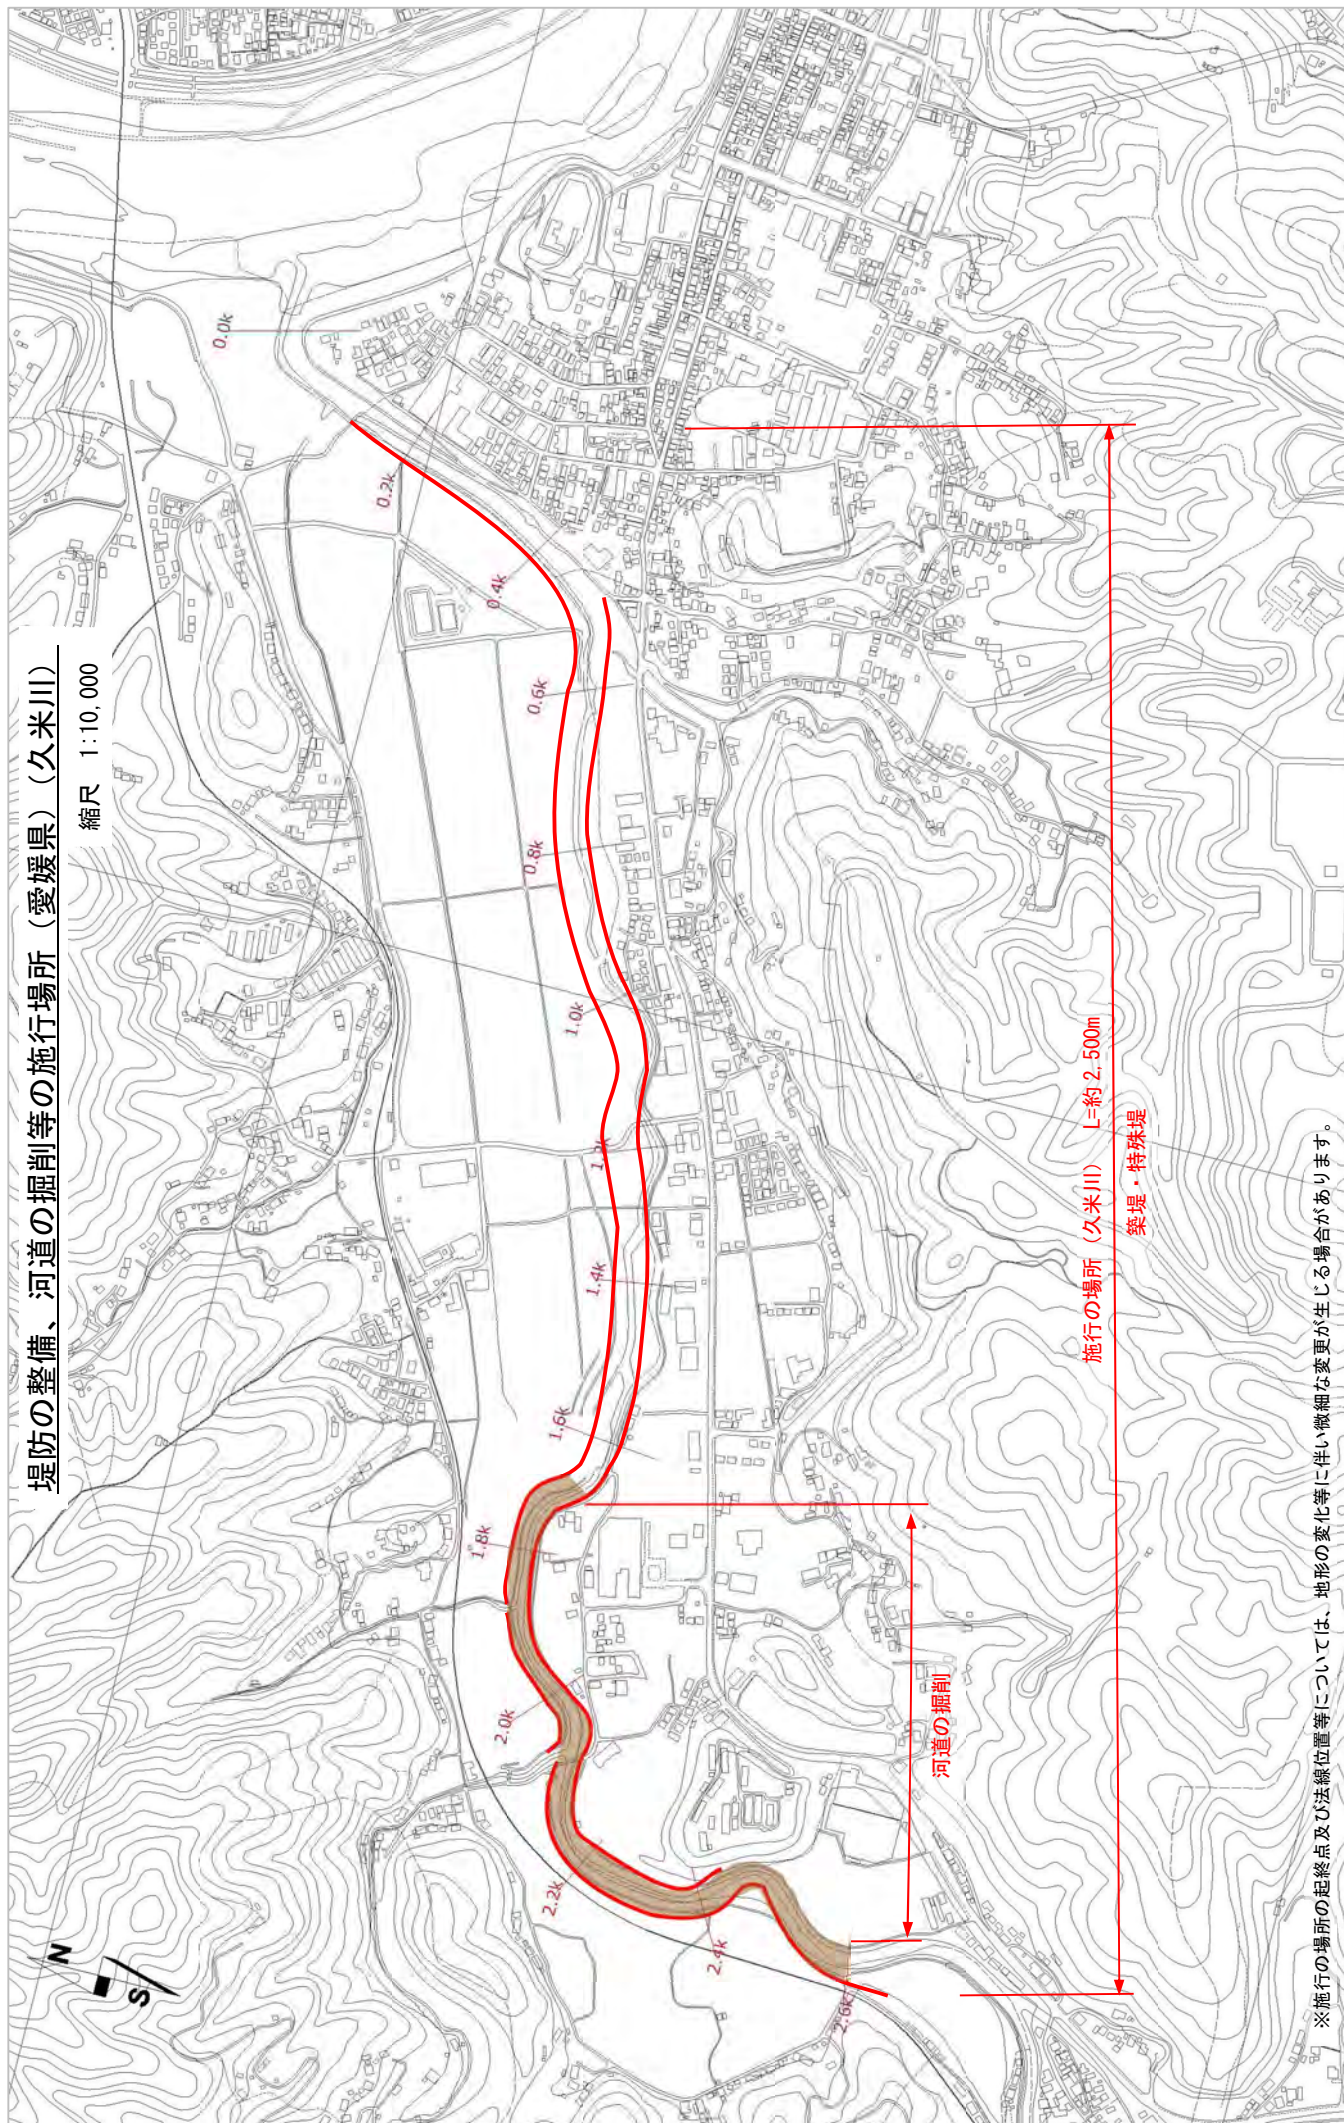 堤防の整備、河道の掘削等の施行場所（愛媛県）（久米川）
縮尺　1:10,000
N
S
0.0k
0.2k
0.4k
0.6k
0.8k
1.0k
1.2k
1.4k
1.6k
1.8k
2.0k
2.2k
2.4k
2.6k
施行の場所（久米川）　L=約2,500m
築堤・特殊堤
河道の掘削
※施行の場所の起終点及び法線位置等については、地形の変化等に伴い微細な変更が生じる場合があります。